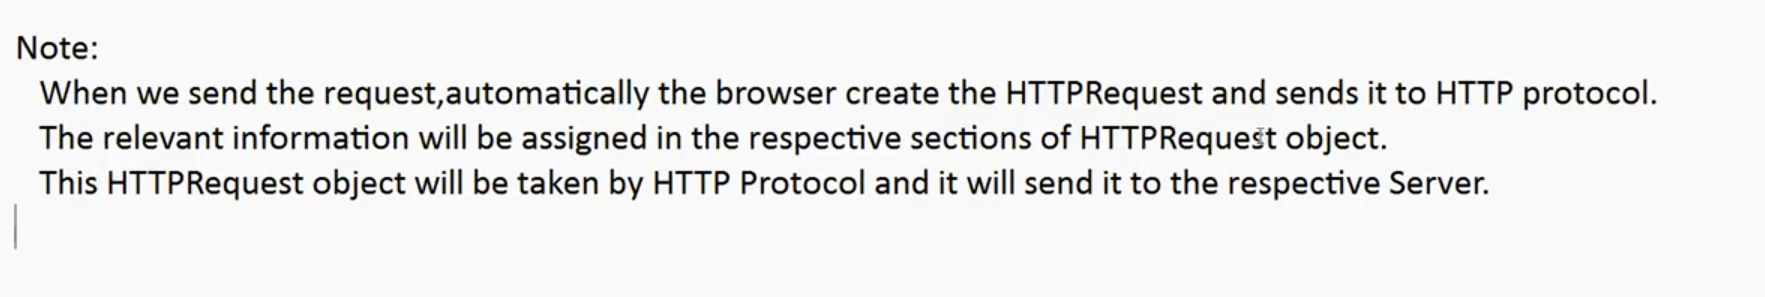 Note:
When we send the request,automatically the browser create the HTTPRequest and sends it to HTTP protocol.
The relevant information will be assigned in the respective sections of HTTPRequest object.
This HTTPRequest object will be taken by HTTP Protocol and it will send it to the respective Server.